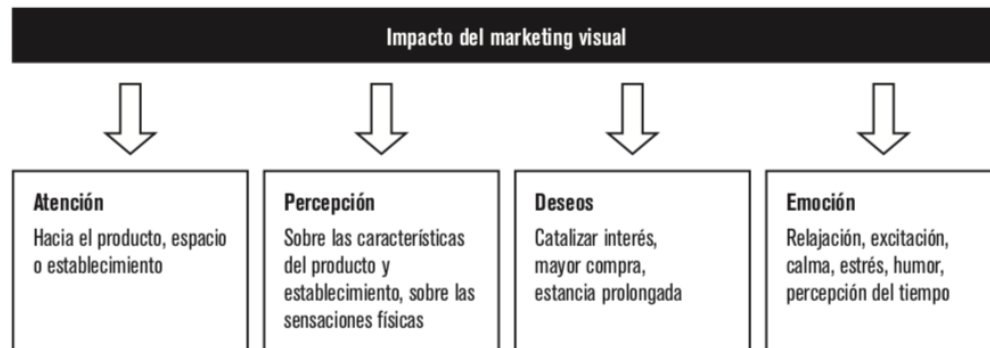 Impacto del marketing visual
Atención
Hacia el producto, espacio
o establecimiento
Percepción
Sobre las características
del producto y
establecimiento, sobre las
sensaciones físicas
Deseos
Catalizar interés,
mayor compra,
estancia prolongada
Emoción
Relajación, excitación,
calma, estrés, humor,
percepción del tiempo